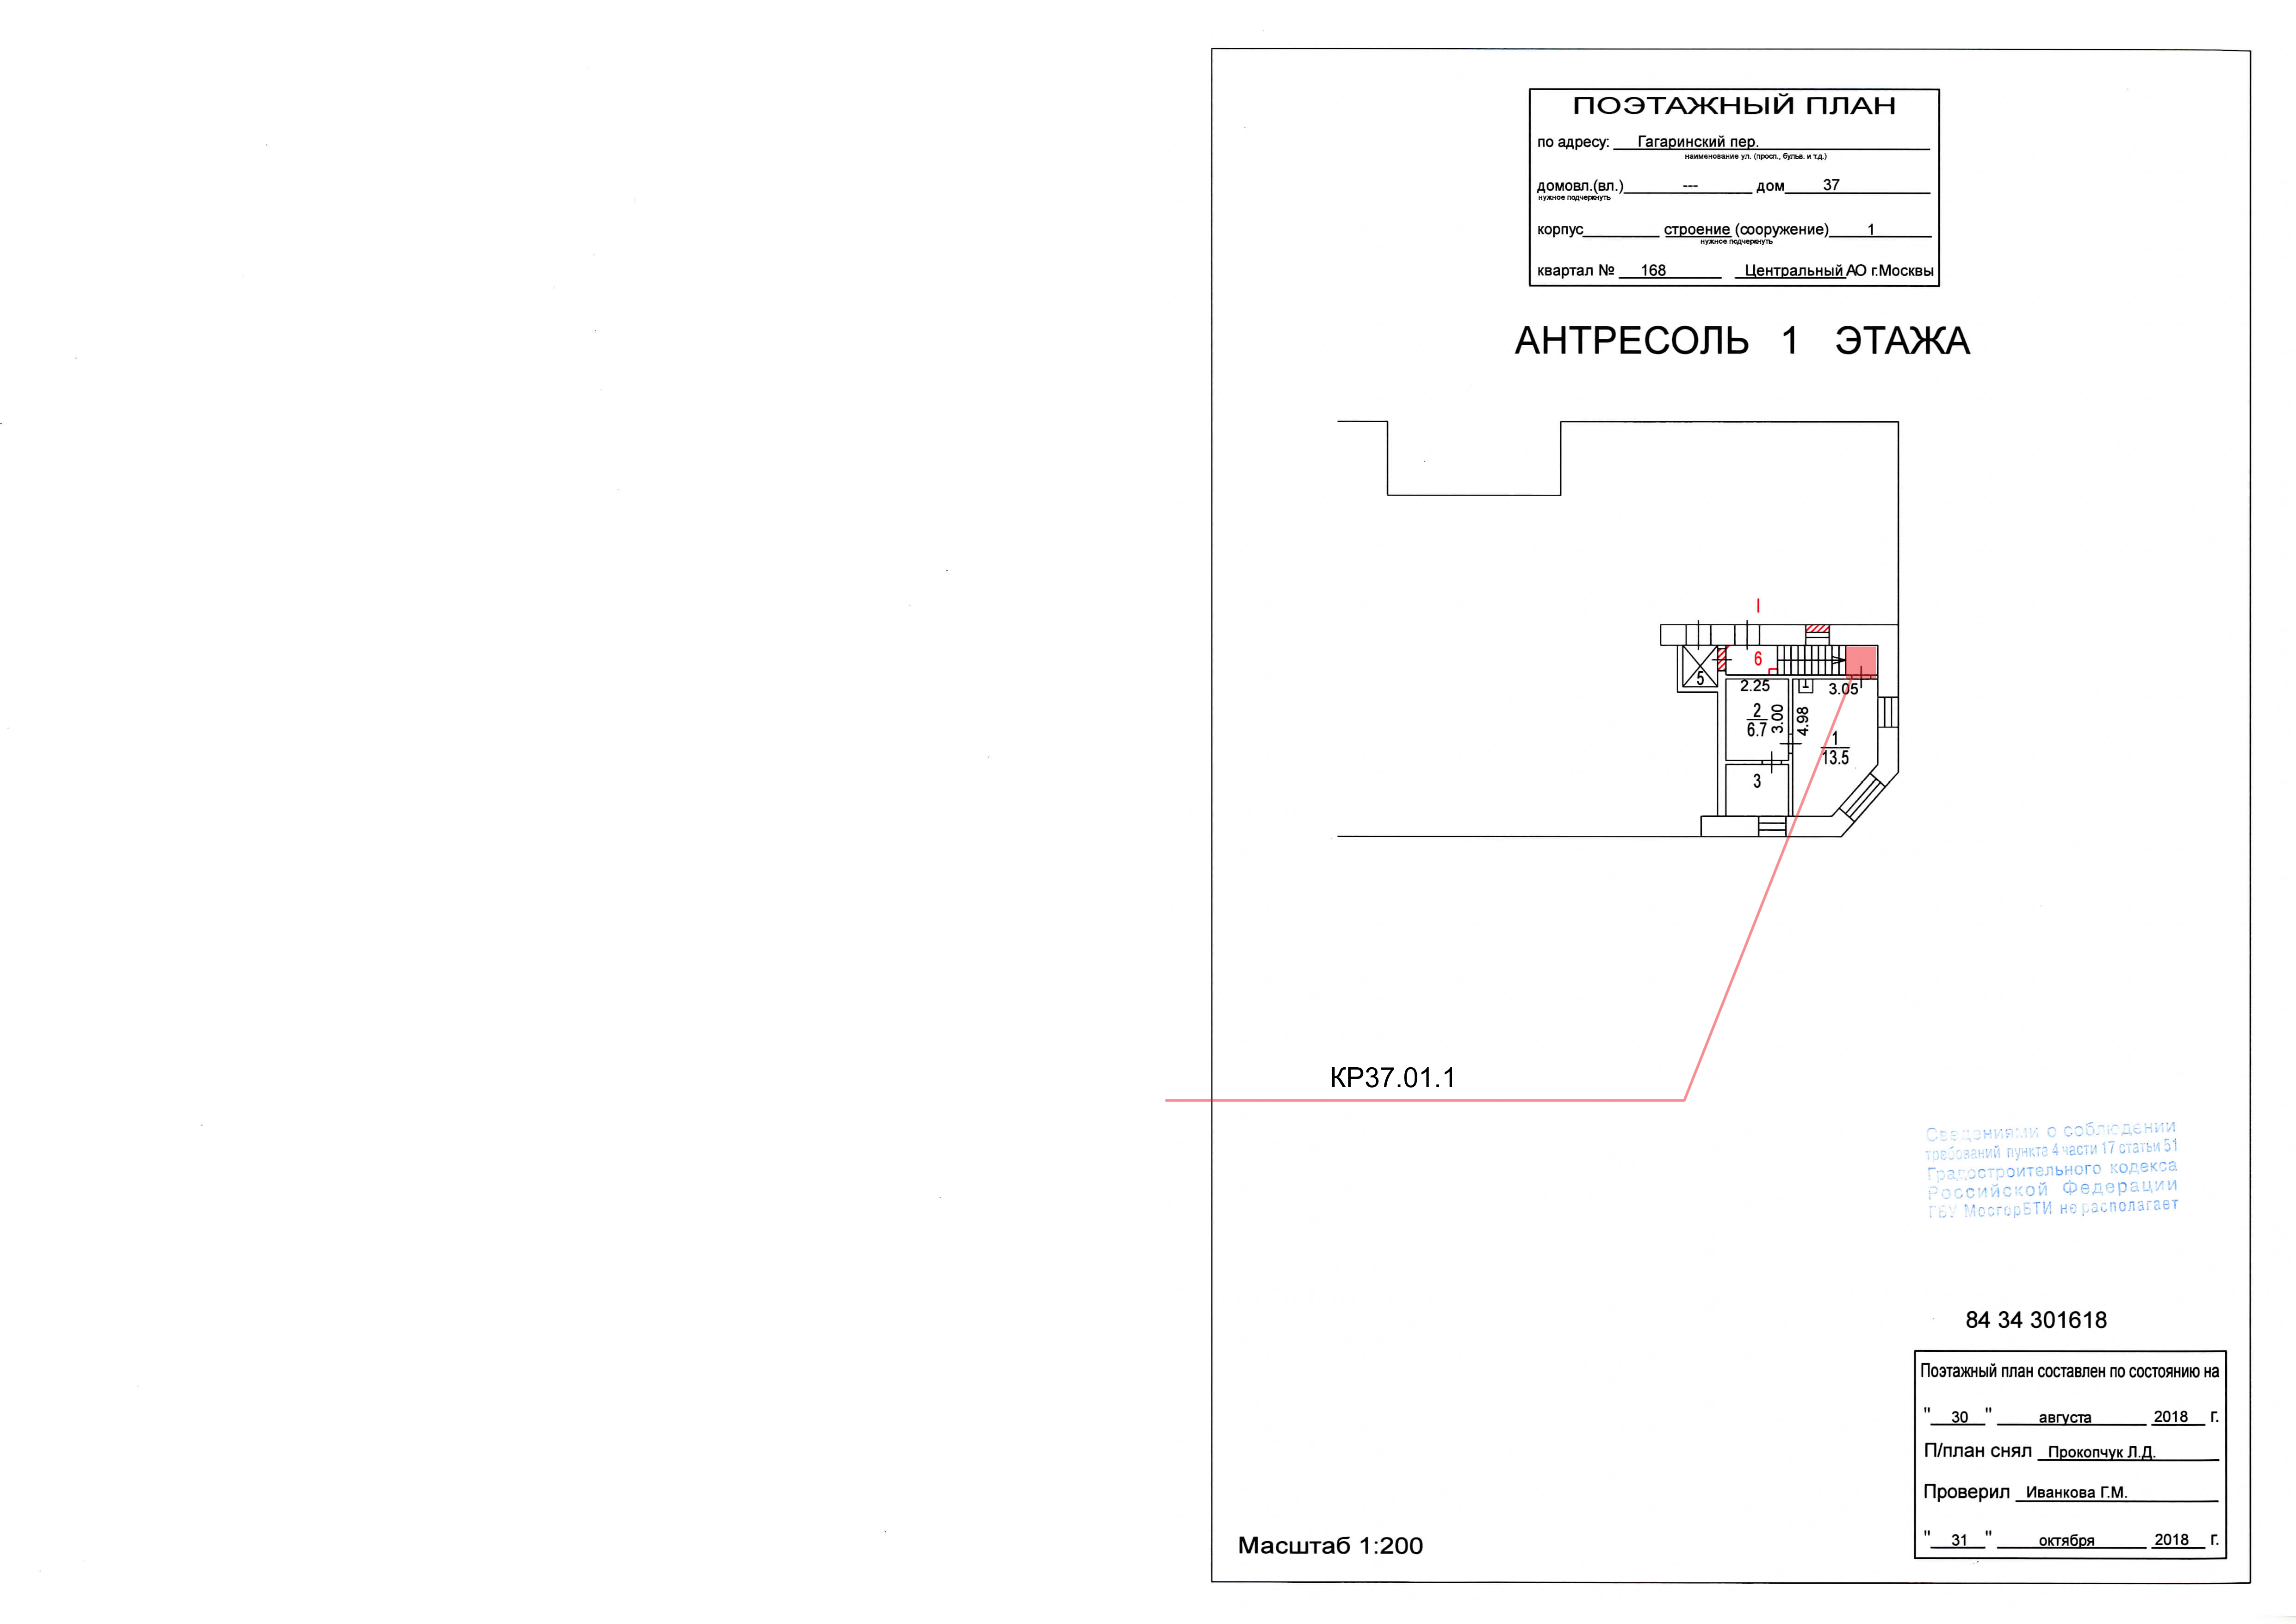 ПОЭТАЖНЫЙ ПЛАН
по адресу: Гагаринский пер.
наименование ул. (просп., бульв. и т.д.)
домовл.(вл.) --- дом 37
нужное подчеркнуть
корпус строение (сооружение) 1
нужное подчеркнуть
квартал № 168 Центральный АО г.Москвы
АНТРЕСОЛЬ 1 ЭТАЖА
I
6
5
2.25
1
3.05
2
6.7
3.00
4.98
1
13.5
3
КР37.01.1
Сведениями о соблюдении
требований пункта 4 части 17 статьи 51
Градостроительного кодекса
Российской Федерации
ГБУ МосгорБТИ не располагает
84 34 301618
Поэтажный план составлен по состоянию на
" 30 " августа 2018 г.
П/план снял Прокопчук Л.Д.
Проверил Иванкова Г.М.
" 31 " октября 2018 г.
Масштаб 1:200